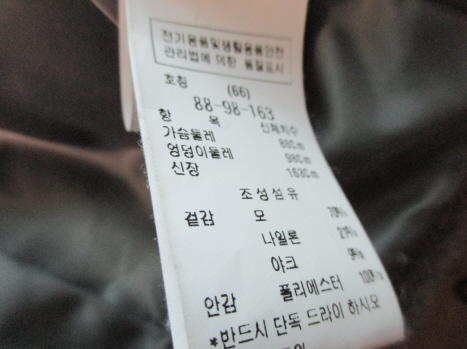 전기용품및생활용품안전
관리법에 의한 품질표시
호칭 (66)
88-98-163
항 목 신체치수
가슴둘레 88Cm
엉덩이둘레 98Cm
신장 163Cm
조성섬유
겉감 모 70%
나일론 21%
야크 9%
안감 폴리에스터 100%
*반드시 단독 드라이 하시오